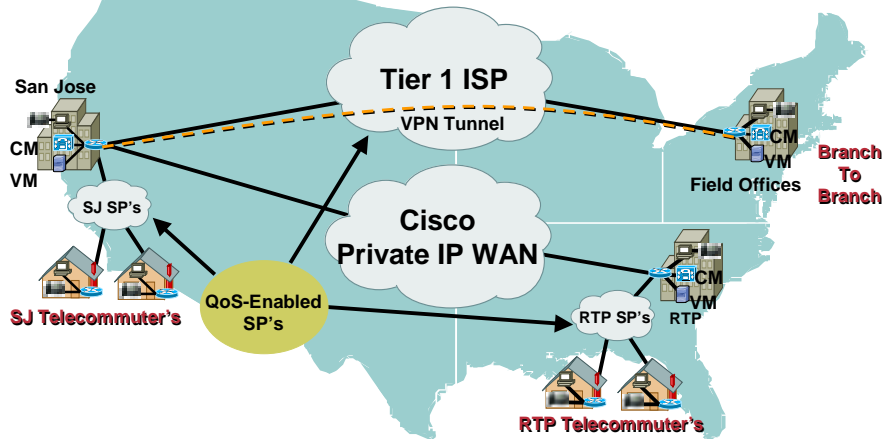 San Jose
CM
VM
Tier 1 ISP
VPN Tunnel
CM
VM
Field Offices
Branch
To
Branch
SJ SP's
Cisco
Private IP WAN
SJ Telecommuter's
QoS-Enabled
SP's
CM
VM
RTP
RTP SP's
RTP Telecommuter's